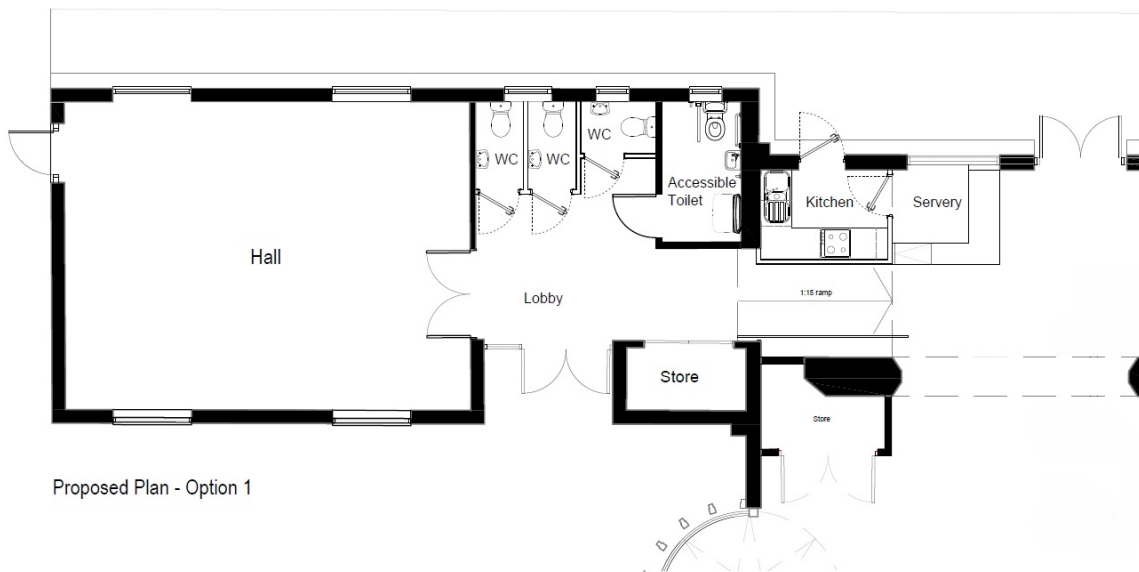 WC
WC
WC
Accessible
Toilet
Kitchen
Servery
Hall
Lobby
1:15 ramp
Store
Store
Proposed Plan - Option 1